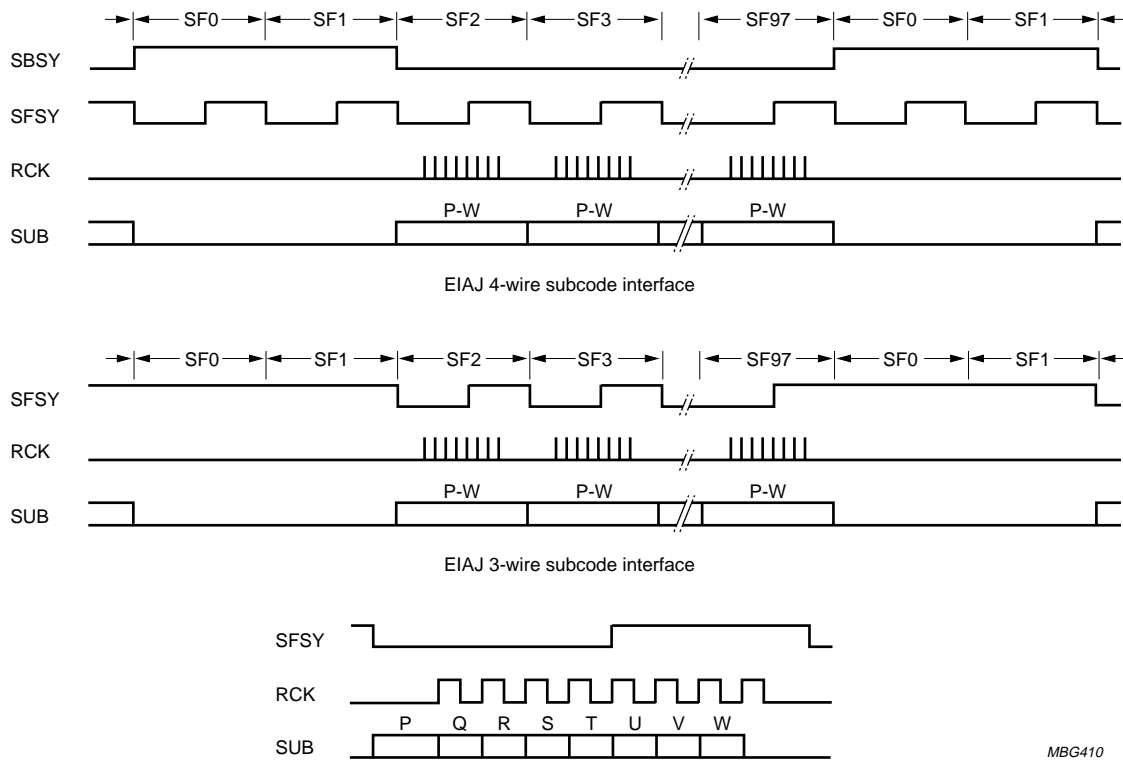 SF0 SF1 SF2 SF3 SF97 SF0 SF1
SBSY
SFSY
RCK
P-W P-W P-W
SUB
EIAJ 4-wire subcode interface
SF0 SF1 SF2 SF3 SF97 SF0 SF1
SFSY
RCK
P-W P-W P-W
SUB
EIAJ 3-wire subcode interface
SFSY
RCK
P Q R S T U V W
SUB
MBG410